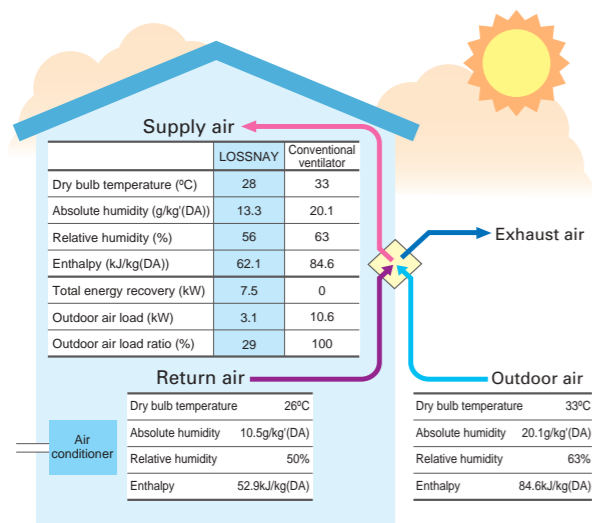 Supply air
LOSSNAY Conventional ventilator
Dry bulb temperature (ºC) 28 33
Absolute humidity (g/kg'(DA)) 13.3 20.1
Relative humidity (%) 56 63
Enthalpy (kJ/kg(DA)) 62.1 84.6
Total energy recovery (kW) 7.5 0
Outdoor air load (kW) 3.1 10.6
Outdoor air load ratio (%) 29 100
Exhaust air
Return air
Dry bulb temperature 26ºC
Absolute humidity 10.5g/kg'(DA)
Relative humidity 50%
Enthalpy 52.9kJ/kg(DA)
Outdoor air
Dry bulb temperature 33ºC
Absolute humidity 20.1g/kg'(DA)
Relative humidity 63%
Enthalpy 84.6kJ/kg(DA)
Air
conditioner